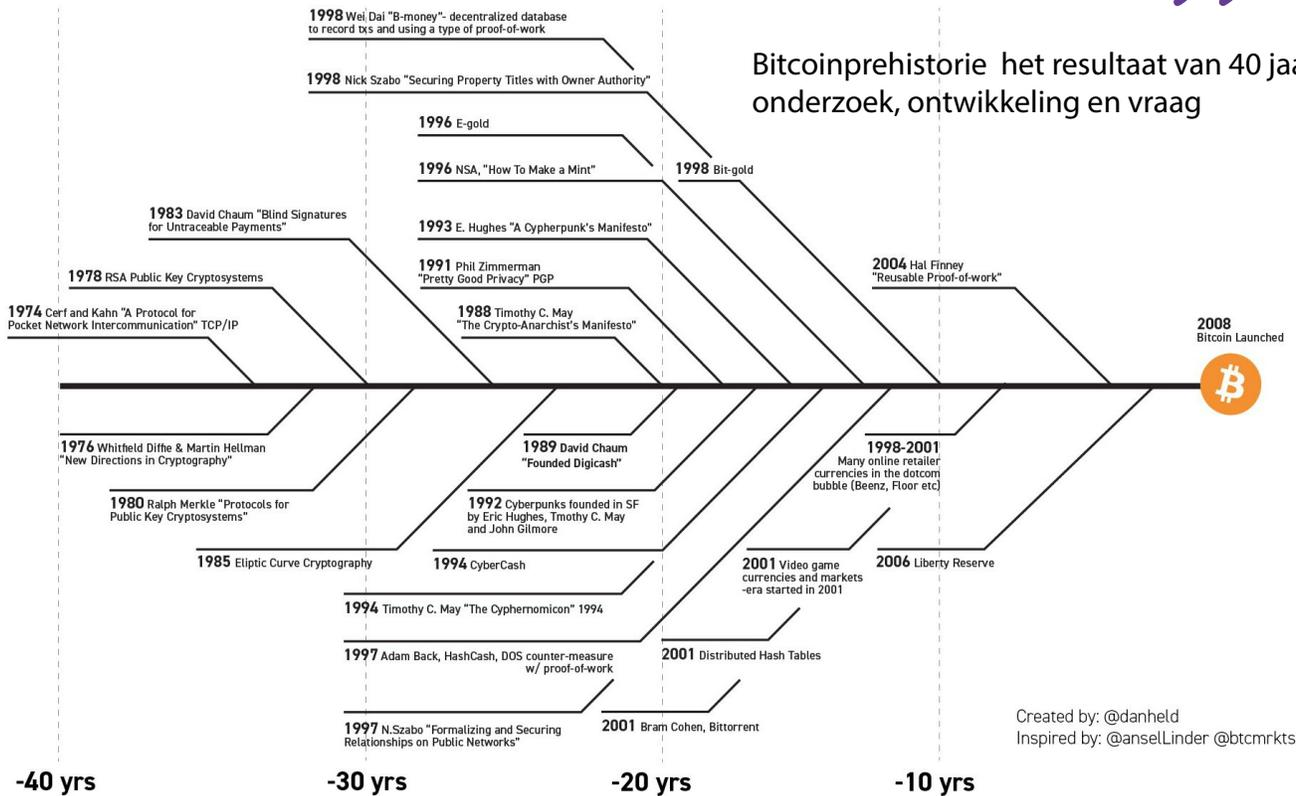 1998 Wei Dai "B-money"- decentralized database
to record txs and using a type of proof-of-work
Bitcoinprehistorie het resultaat van 40 jaa
onderzoek, ontwikkeling en vraag
1998 Nick Szabo "Securing Property Titles with Owner Authority"
1996 E-gold
1996 NSA, "How To Make a Mint"
1998 Bit-gold
1983 David Chaum "Blind Signatures
for Untraceable Payments"
1993 E. Hughes "A Cypherpunk's Manifesto"
1991 Phil Zimmerman
"Pretty Good Privacy" PGP
2004 Hal Finney
"Reusable Proof-of-work"
1978 RSA Public Key Cryptosystems
1974 Cerf and Kahn "A Protocol for
Pocket Network Intercommunication" TCP/IP
1988 Timothy C. May
"The Crypto-Anarchist's Manifesto"
2008
Bitcoin Launched
1976 Whitfield Diffie & Martin Hellman
"New Directions in Cryptography"
1989 David Chaum
"Founded Digicash"
1998-2001
Many online retailer
currencies in the dotcom
bubble (Beenz, Floor etc)
1980 Ralph Merkle "Protocols for
Public Key Cryptosystems"
1992 Cyberpunks founded in SF
by Eric Hughes, Tmothy C. May
and John Gilmore
1985 Eliptic Curve Cryptography
1994 CyberCash
2001 Video game
currencies and markets
-era started in 2001
2006 Liberty Reserve
1994 Timothy C. May "The Cyphernomicon" 1994
1997 Adam Back, HashCash, DOS counter-measure
w/ proof-of-work
2001 Distributed Hash Tables
1997 N.Szabo "Formalizing and Securing
Relationships on Public Networks"
2001 Bram Cohen, Bittorrent
Created by: @danheld
Inspired by: @anselLinder @btcmrkts
-40 yrs
-30 yrs
-20 yrs
-10 yrs